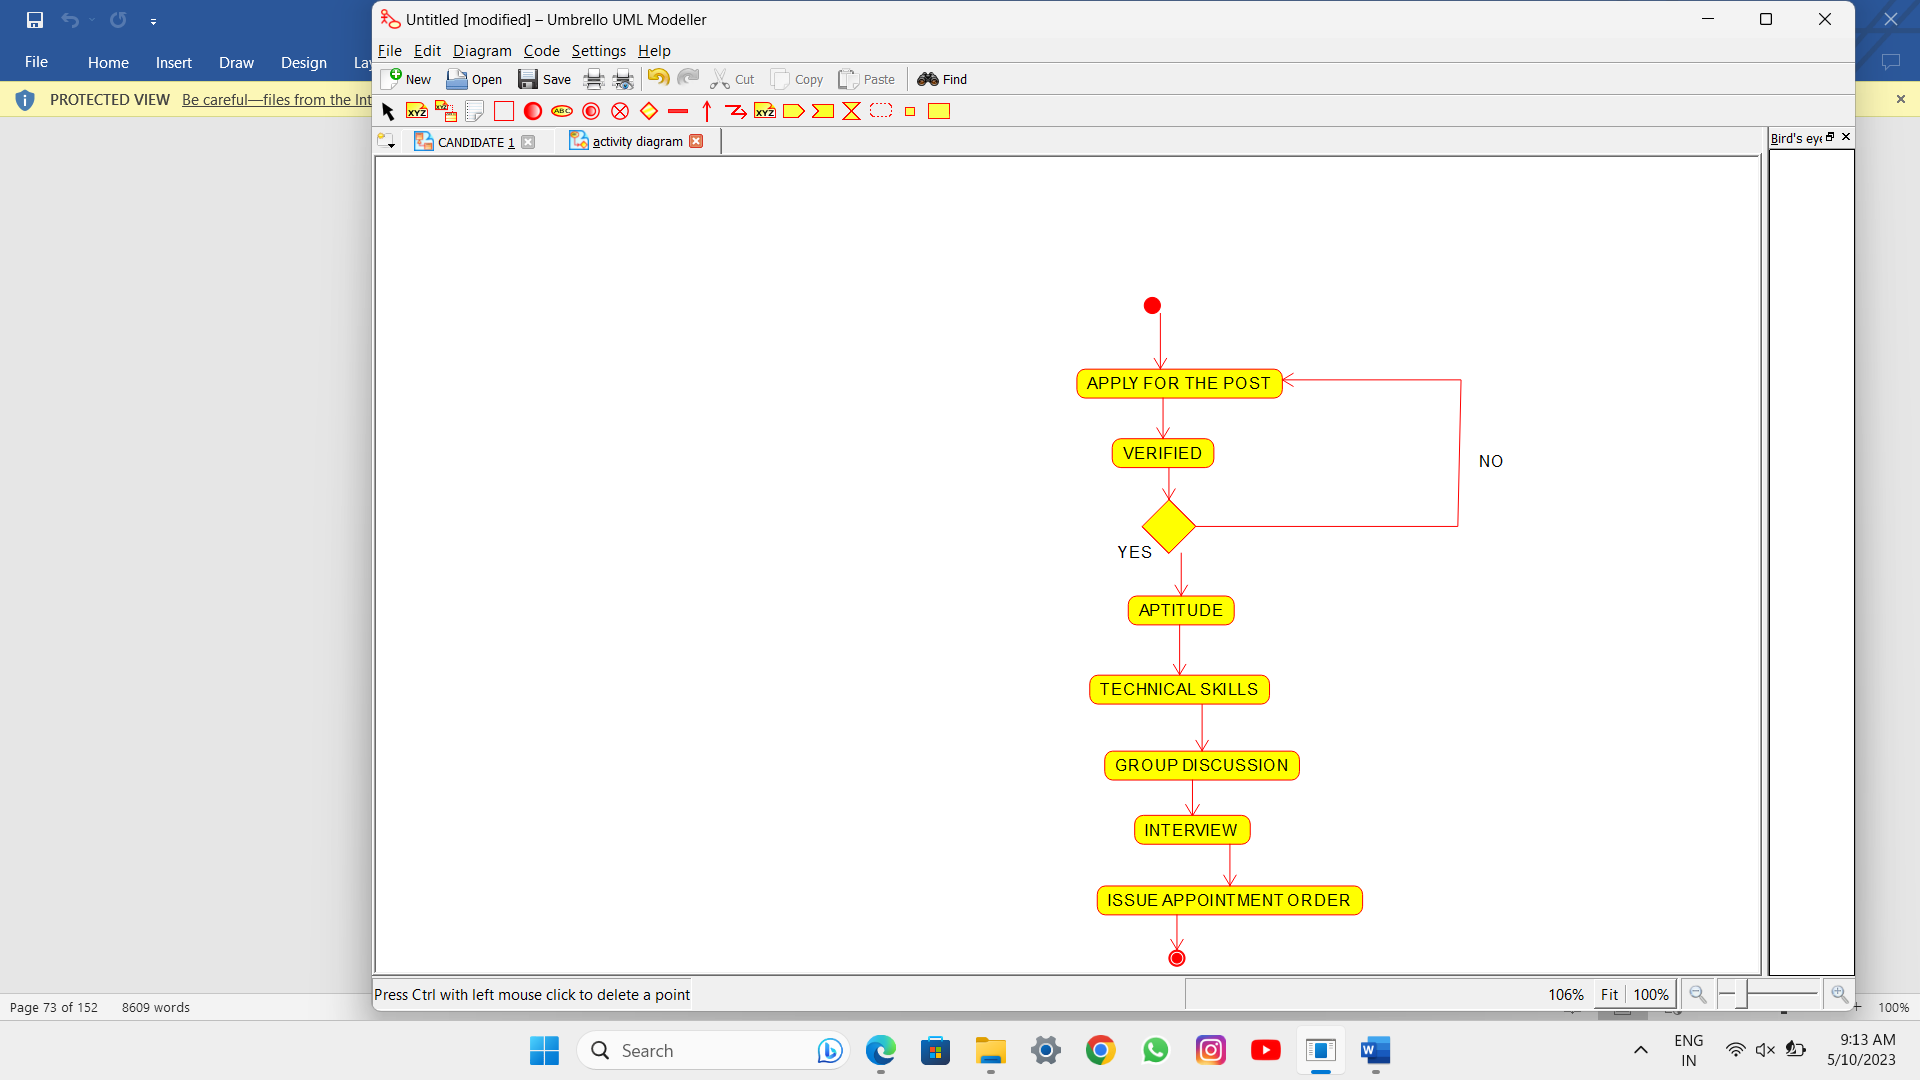 Untitled [modified] – Umbrello UML Modeller
File Home Insert Draw Design
File Edit Diagram Code Settings Help
New Open Save Cut Copy Paste Find
PROTECTED VIEW Be careful—files from the Int
XYZ XYZ ABC XYZ
CANDIDATE 1 activity diagram Bird's eye
APPLY FOR THE POST
VERIFIED
NO
YES
APTITUDE
TECHNICAL SKILLS
GROUP DISCUSSION
INTERVIEW
ISSUE APPOINTMENT ORDER
Press Ctrl with left mouse click to delete a point 106% Fit 100%
Page 73 of 152 8609 words 100%
Search ENG 9:13 AM
IN 5/10/2023